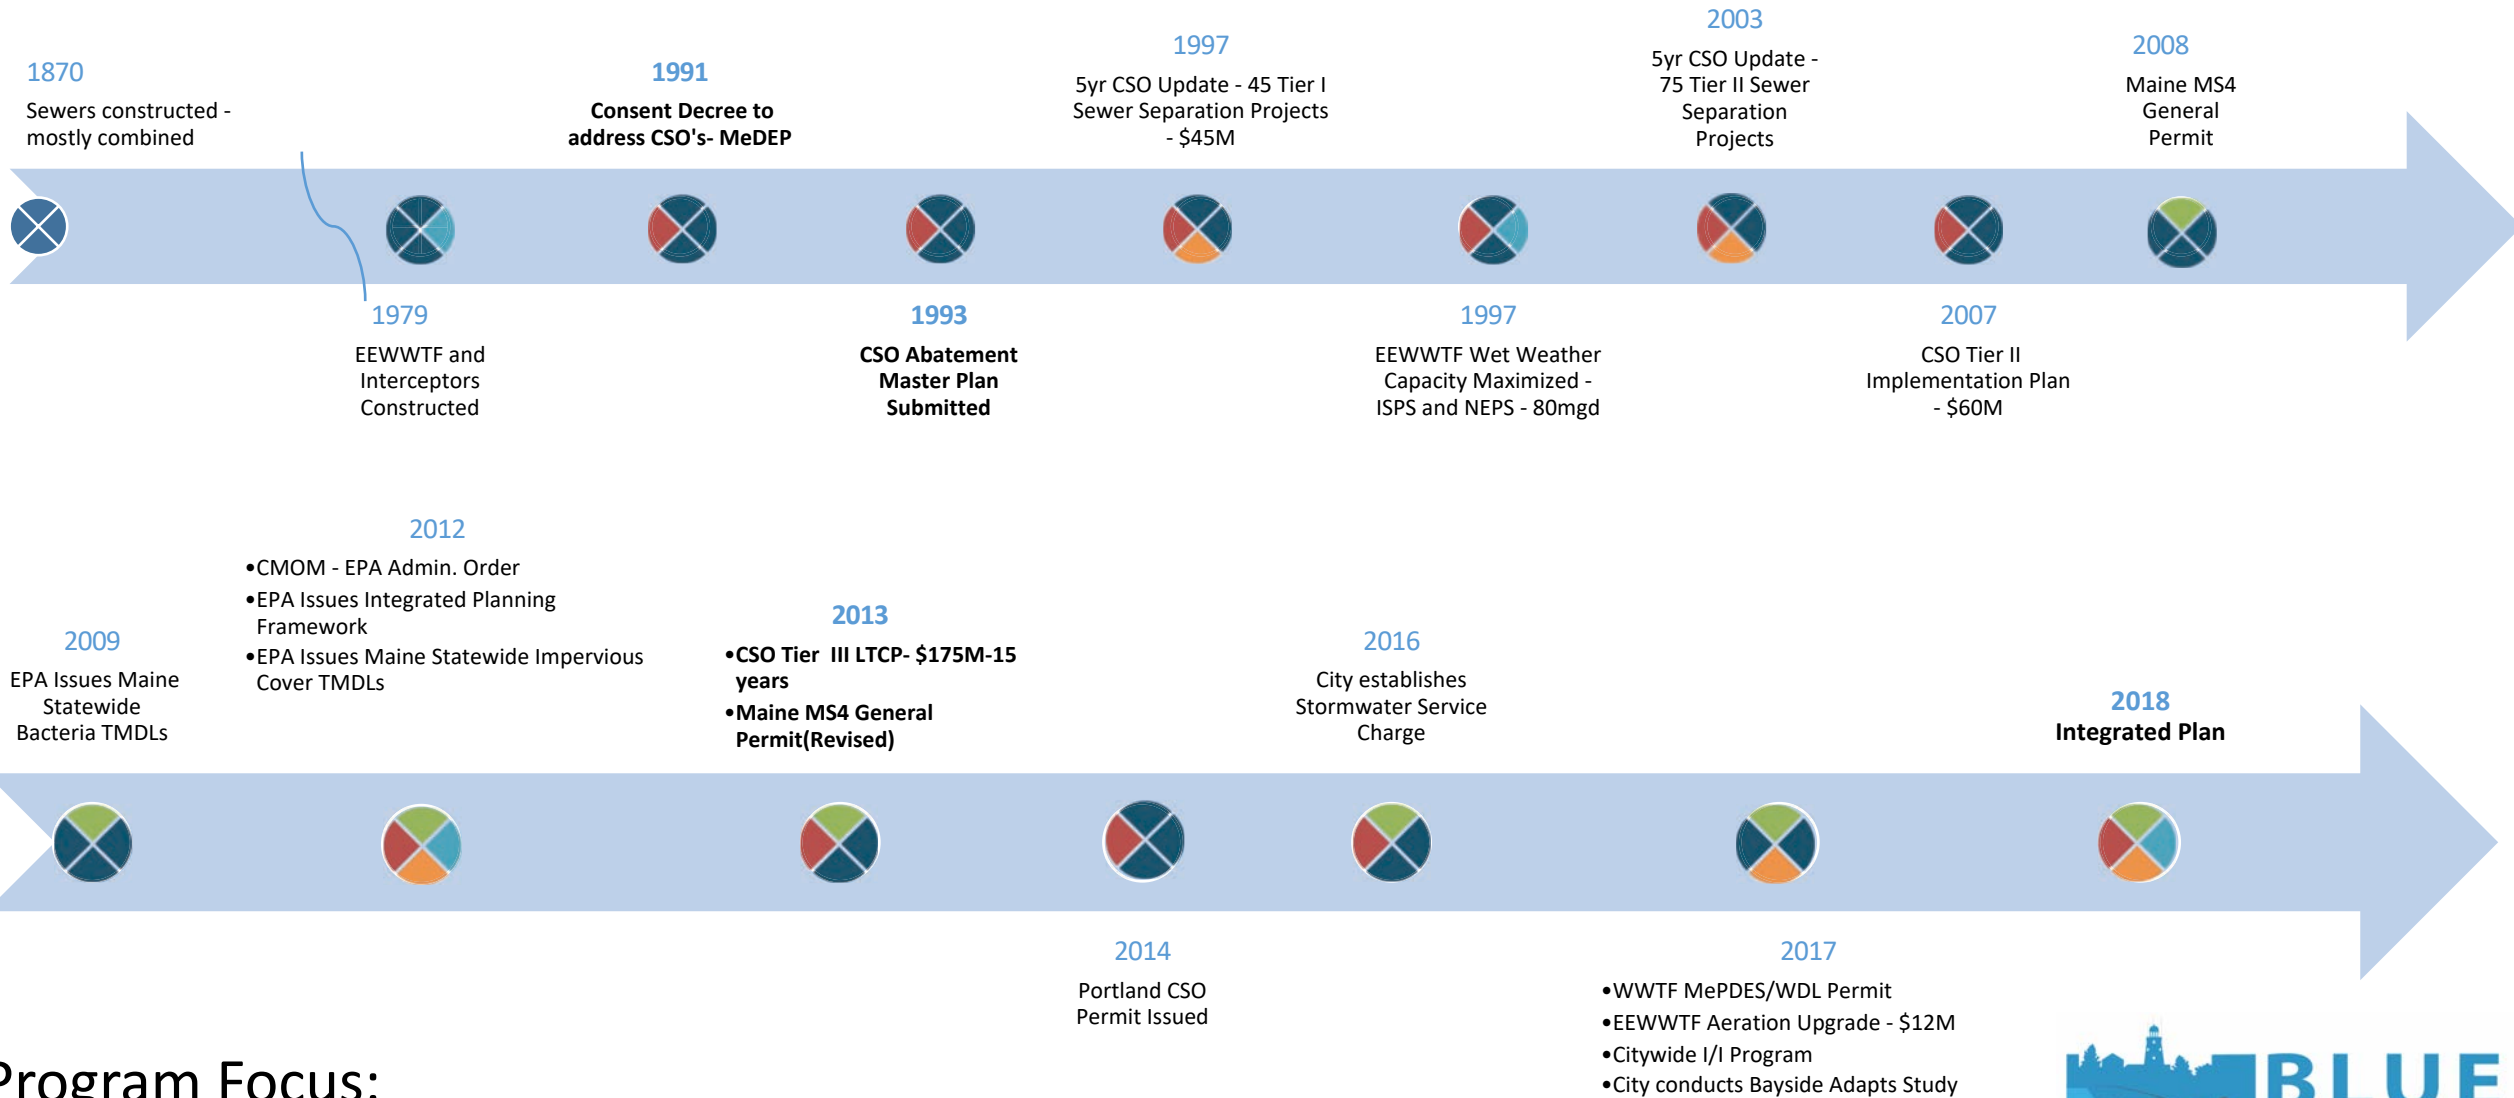 1870
Sewers constructed -
mostly combined
1979
EEWWTF and
Interceptors
Constructed
1991
Consent Decree to
address CSO's- MeDEP
1993
CSO Abatement
Master Plan
Submitted
1997
5yr CSO Update - 45 Tier I
Sewer Separation Projects
- $45M
1997
EEWWTF Wet Weather
Capacity Maximized -
ISPS and NEPS - 80mgd
2003
5yr CSO Update -
75 Tier II Sewer
Separation
Projects
2007
CSO Tier II
Implementation Plan
- $60M
2008
Maine MS4
General
Permit
2009
EPA Issues Maine
Statewide
Bacteria TMDLs
2012
•CMOM - EPA Admin. Order
•EPA Issues Integrated Planning
Framework
•EPA Issues Maine Statewide Impervious
Cover TMDLs
2013
•CSO Tier III LTCP- $175M-15
years
•Maine MS4 General
Permit(Revised)
2014
Portland CSO
Permit Issued
2016
City establishes
Stormwater Service
Charge
2017
•WWTF MePDES/WDL Permit
•EEWWTF Aeration Upgrade - $12M
•Citywide I/I Program
•City conducts Bayside Adapts Study
2018
Integrated Plan
Program Focus:
BLUE